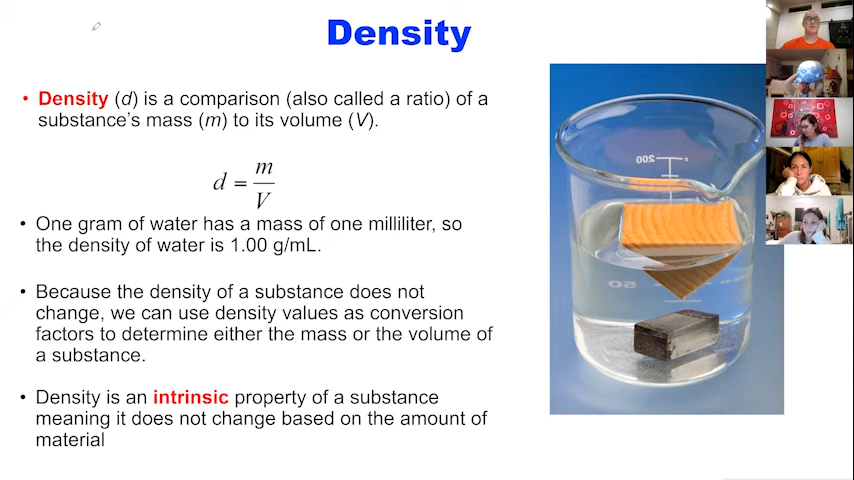 Density
• Density (d) is a comparison (also called a ratio) of a
substance's mass (m) to its volume (V).
d = m/V
• One gram of water has a mass of one milliliter, so
the density of water is 1.00 g/mL.
• Because the density of a substance does not
change, we can use density values as conversion
factors to determine either the mass or the volume of
a substance.
• Density is an intrinsic property of a substance
meaning it does not change based on the amount of
material
200
50